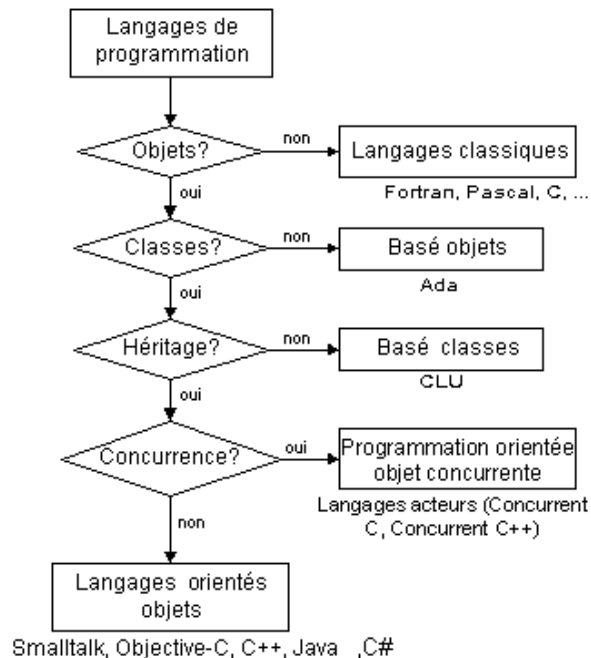 Langages de
programmation
Objets?
non
Langages classiques
Fortran, Pascal, C, ...
oui
Classes?
non
Basé objets
Ada
oui
Héritage?
non
Basé classes
CLU
oui
Concurrence?
oui
Programmation orientée
objet concurrente
Langages acteurs (Concurrent
C, Concurrent C++)
non
Langages orientés
objets
Smalltalk, Objective-C, C++, Java ,C#